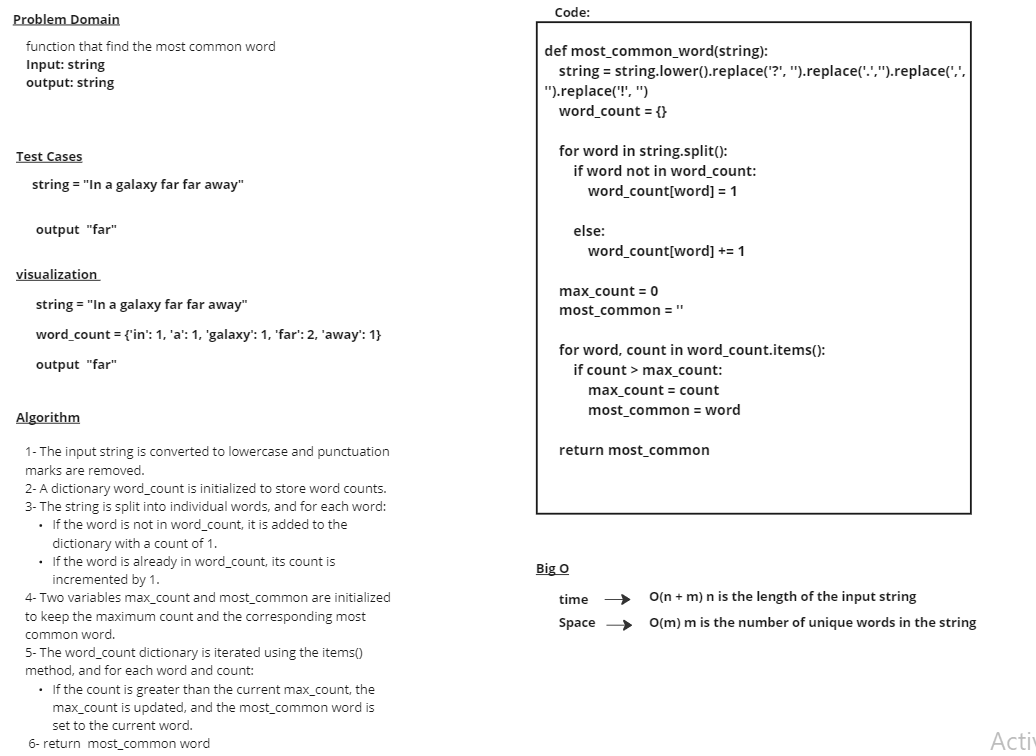 Problem Domain
function that find the most common word
Input: string
output: string
Test Cases
string = "In a galaxy far far away"
output "far"
visualization
string = "In a galaxy far far away"
word_count = {'in': 1, 'a': 1, 'galaxy': 1, 'far': 2, 'away': 1}
output "far"
Algorithm
1- The input string is converted to lowercase and punctuation
marks are removed.
2- A dictionary word_count is initialized to store word counts.
3- The string is split into individual words, and for each word:
• If the word is not in word_count, it is added to the
dictionary with a count of 1.
• If the word is already in word_count, its count is
incremented by 1.
4- Two variables max_count and most_common are initialized
to keep the maximum count and the corresponding most
common word.
5- The word_count dictionary is iterated using the items()
method, and for each word and count:
• If the count is greater than the current max_count, the
max_count is updated, and the most_common word is
set to the current word.
6- return most_common word
Code:
def most_common_word(string):
string = string.lower().replace('?', '').replace('.','').replace(',',
'').replace('!', '')
word_count = {}
for word in string.split():
if word not in word_count:
word_count[word] = 1
else:
word_count[word] += 1
max_count = 0
most_common = ''
for word, count in word_count.items():
if count > max_count:
max_count = count
most_common = word
return most_common
Big O
time → O(n + m) n is the length of the input string
Space → O(m) m is the number of unique words in the string